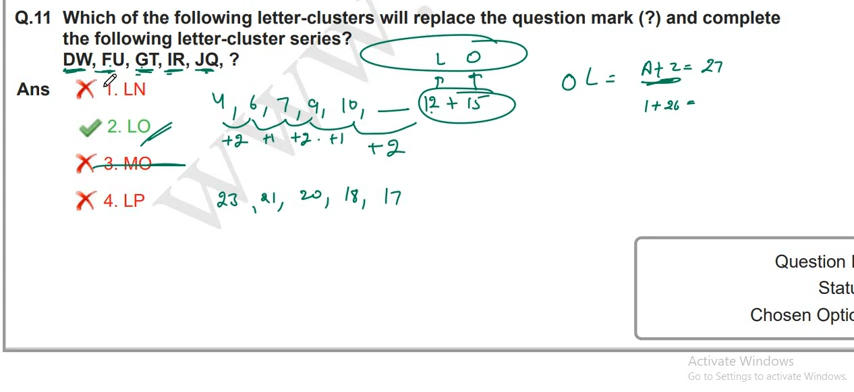 Q.11 Which of the following letter-clusters will replace the question mark (?) and complete
the following letter-cluster series?
DW, FU, GT, IR, JQ, ?
L O
Ans
1. LN
2. LO
3. MO
4. LP
4, 6, 7, 9, 10, __ 12 + 15
+2 +1 +2 . +1 +2
23, 21, 20, 18, 17
OL = A+Z = 27
1+26 =
WWW.
Question
Statu
Chosen Optio
Activate Windows
Go to Settings to activate Windows.